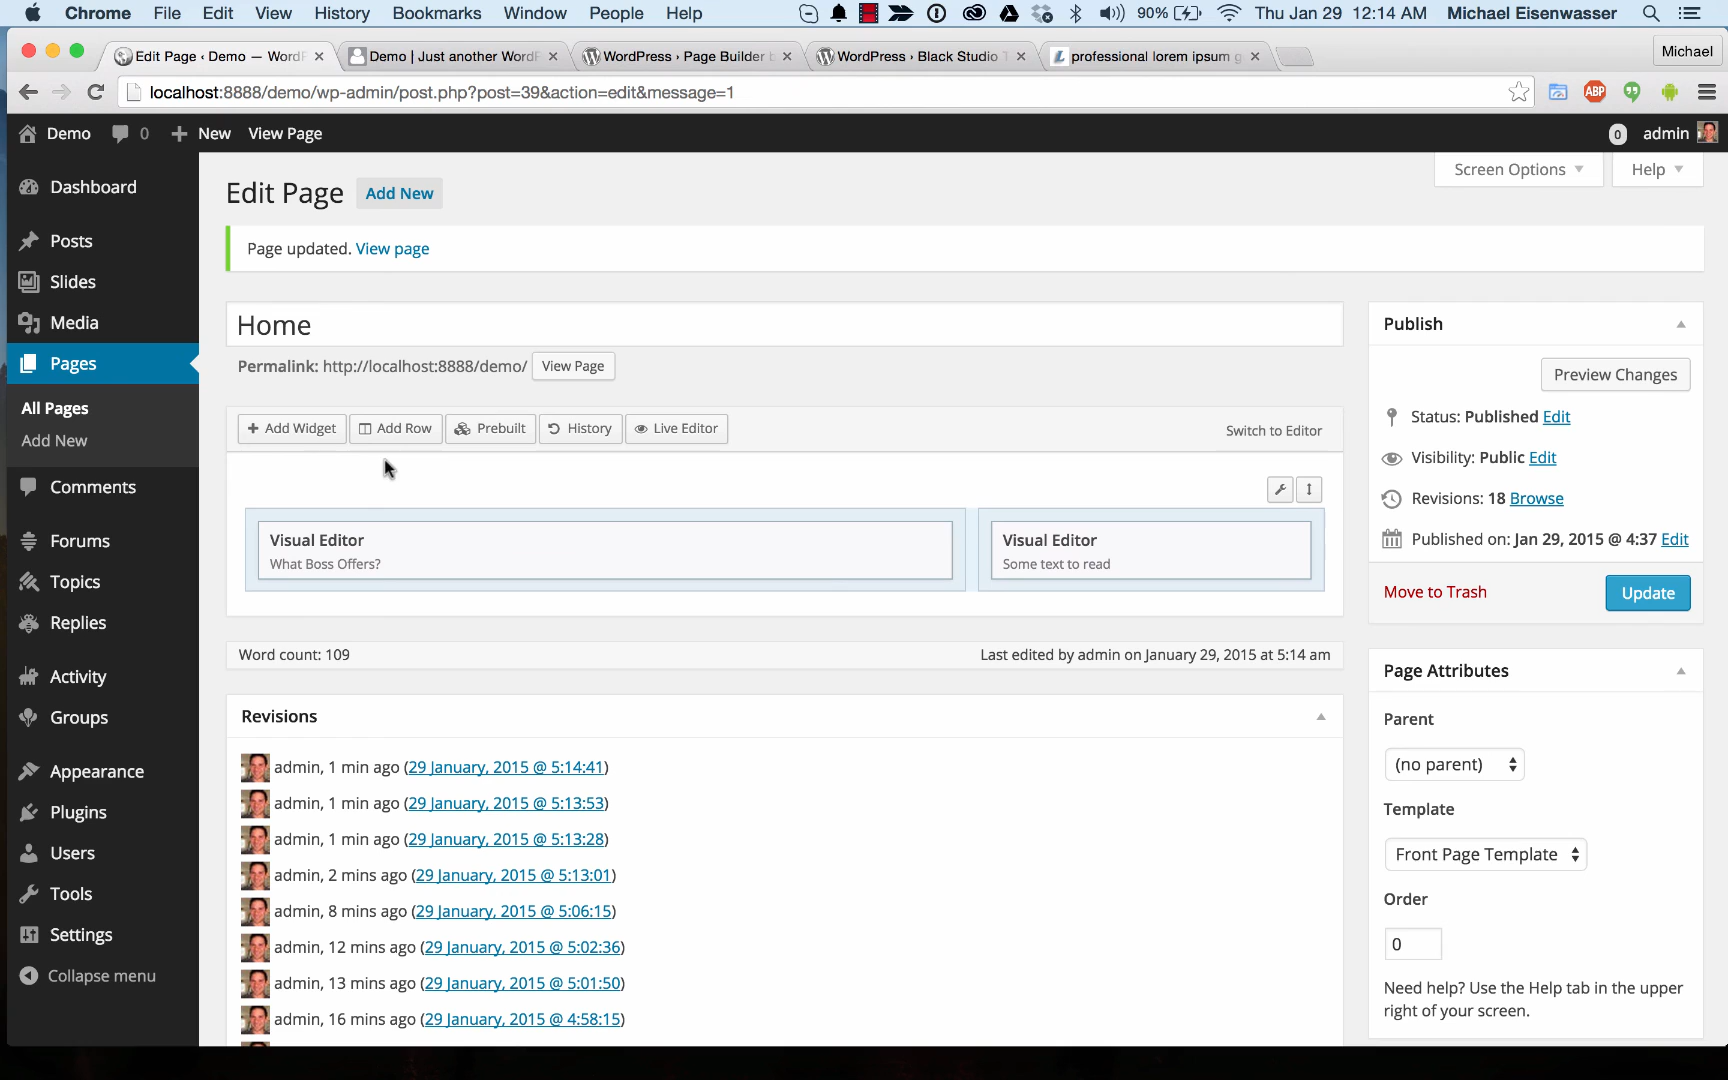 Chrome File Edit View History Bookmarks Window People Help 90% Thu Jan 29 12:14 AM Michael Eisenwasser
Edit Page ‹ Demo — WordP Demo | Just another WordP WordPress › Page Builder b WordPress › Black Studio T professional lorem ipsum g Michael
localhost:8888/demo/wp-admin/post.php?post=39&action=edit&message=1 ABP
Demo 0 New View Page 0 admin
Screen Options Help
Dashboard
Posts
Slides
Media
Pages
All Pages
Add New
Comments
Forums
Topics
Replies
Activity
Groups
Appearance
Plugins
Users
Tools
Settings
Collapse menu
Edit Page Add New
Page updated. View page
Home
Permalink: http://localhost:8888/demo/ View Page
Add Widget Add Row Prebuilt History Live Editor Switch to Editor
Visual Editor
What Boss Offers?
Visual Editor
Some text to read
Word count: 109 Last edited by admin on January 29, 2015 at 5:14 am
Revisions
admin, 1 min ago (29 January, 2015 @ 5:14:41)
admin, 1 min ago (29 January, 2015 @ 5:13:53)
admin, 1 min ago (29 January, 2015 @ 5:13:28)
admin, 2 mins ago (29 January, 2015 @ 5:13:01)
admin, 8 mins ago (29 January, 2015 @ 5:06:15)
admin, 12 mins ago (29 January, 2015 @ 5:02:36)
admin, 13 mins ago (29 January, 2015 @ 5:01:50)
admin, 16 mins ago (29 January, 2015 @ 4:58:15)
Publish
Preview Changes
Status: Published Edit
Visibility: Public Edit
Revisions: 18 Browse
Published on: Jan 29, 2015 @ 4:37 Edit
Move to Trash Update
Page Attributes
Parent
(no parent)
Template
Front Page Template
Order
0
Need help? Use the Help tab in the upper
right of your screen.